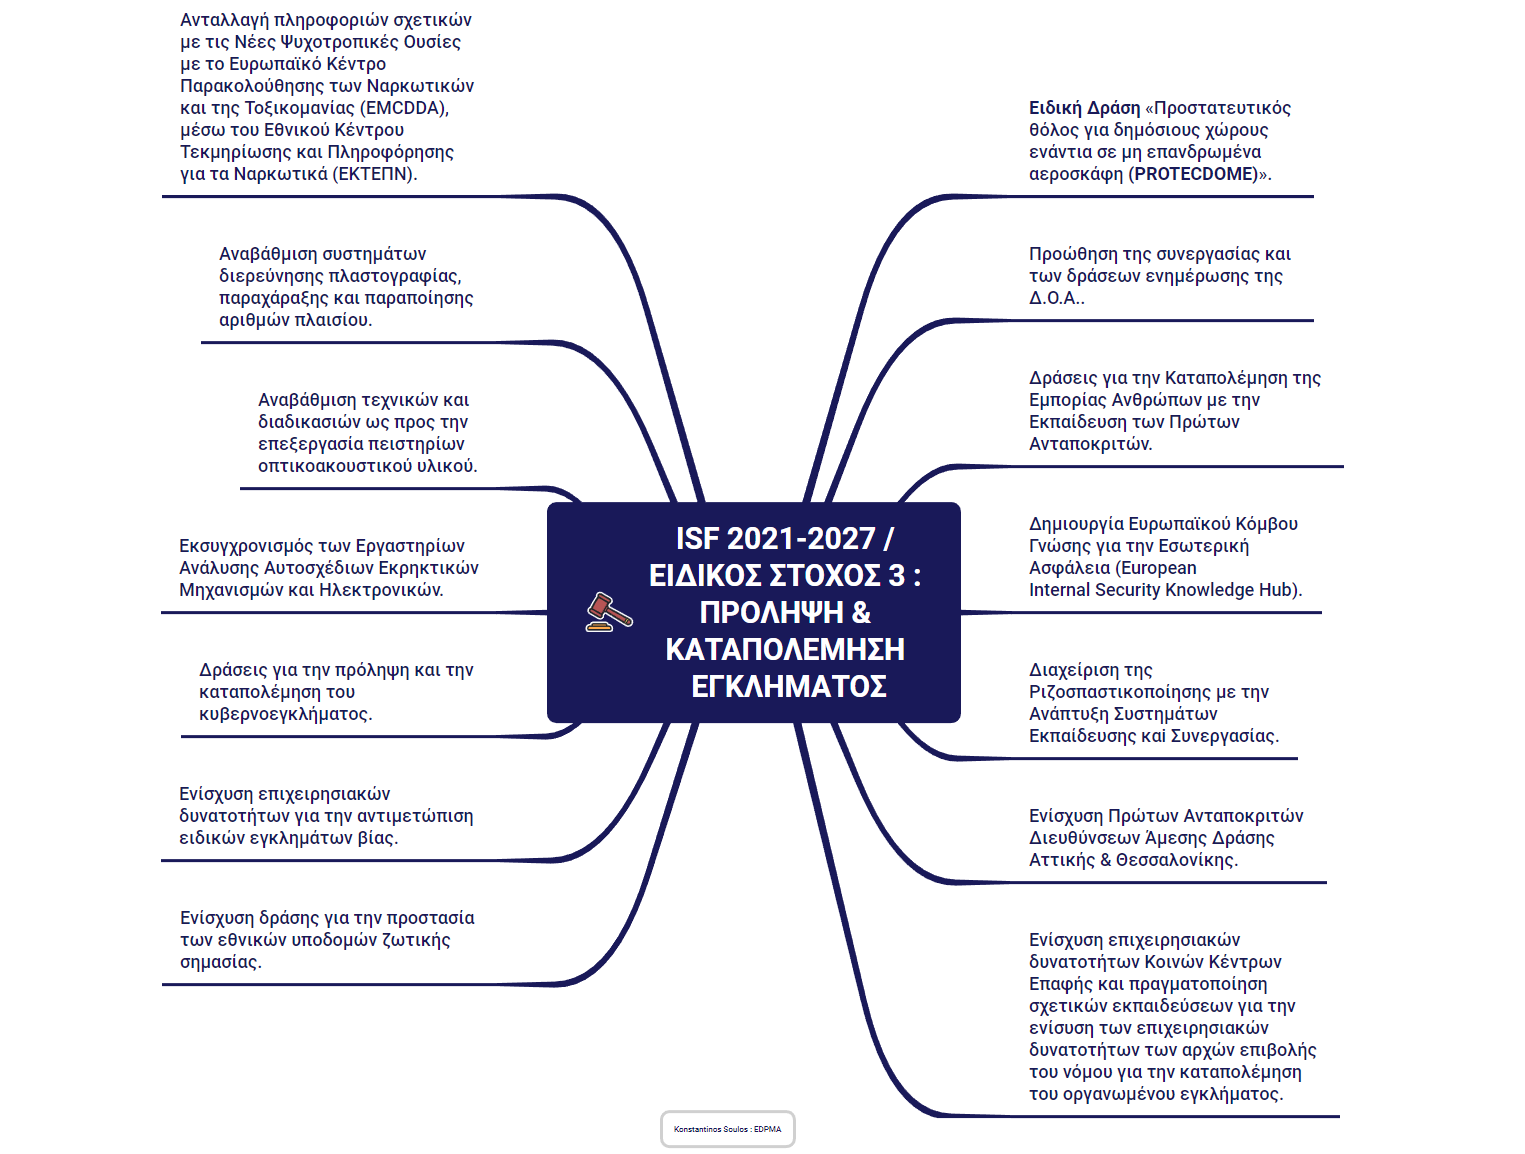 Ανταλλαγή πληροφοριών σχετικών
με τις Νέες Ψυχοτροπικές Ουσίες
με το Ευρωπαϊκό Κέντρο
Παρακολούθησης των Ναρκωτικών
και της Τοξικομανίας (EMCDDA),
μέσω του Εθνικού Κέντρου
Τεκμηρίωσης και Πληροφόρησης
για τα Ναρκωτικά (ΕΚΤΕΠΝ).
Αναβάθμιση συστημάτων
διερεύνησης πλαστογραφίας,
παραχάραξης και παραποίησης
αριθμών πλαισίου.
Αναβάθμιση τεχνικών και
διαδικασιών ως προς την
επεξεργασία πειστηρίων
οπτικοακουστικού υλικού.
Εκσυγχρονισμός των Εργαστηρίων
Ανάλυσης Αυτοσχέδιων Εκρηκτικών
Μηχανισμών και Ηλεκτρονικών.
Δράσεις για την πρόληψη και την
καταπολέμηση του
κυβερνοεγκλήματος.
Ενίσχυση επιχειρησιακών
δυνατοτήτων για την αντιμετώπιση
ειδικών εγκλημάτων βίας.
Ενίσχυση δράσης για την προστασία
των εθνικών υποδομών ζωτικής
σημασίας.
ISF 2021-2027 /
ΕΙΔΙΚΟΣ ΣΤΟΧΟΣ 3 :
ΠΡΟΛΗΨΗ &
ΚΑΤΑΠΟΛΕΜΗΣΗ
ΕΓΚΛΗΜΑΤΟΣ
Ειδική Δράση «Προστατευτικός
θόλος για δημόσιους χώρους
ενάντια σε μη επανδρωμένα
αεροσκάφη (PROTECDOME)».
Προώθηση της συνεργασίας και
των δράσεων ενημέρωσης της
Δ.Ο.Α..
Δράσεις για την Καταπολέμηση της
Εμπορίας Ανθρώπων με την
Εκπαίδευση των Πρώτων
Ανταποκριτών.
Δημιουργία Ευρωπαϊκού Κόμβου
Γνώσης για την Εσωτερική
Ασφάλεια (European
Internal Security Knowledge Hub).
Διαχείριση της
Ριζοσπαστικοποίησης με την
Ανάπτυξη Συστημάτων
Εκπαίδευσης καi Συνεργασίας.
Ενίσχυση Πρώτων Ανταποκριτών
Διευθύνσεων Άμεσης Δράσης
Αττικής & Θεσσαλονίκης.
Ενίσχυση επιχειρησιακών
δυνατοτήτων Κοινών Κέντρων
Επαφής και πραγματοποίηση
σχετικών εκπαιδεύσεων για την
ενίσυση των επιχειρησιακών
δυνατοτήτων των αρχών επιβολής
του νόμου για την καταπολέμηση
του οργανωμένου εγκλήματος.
Konstantinos Soulos : EDPMA